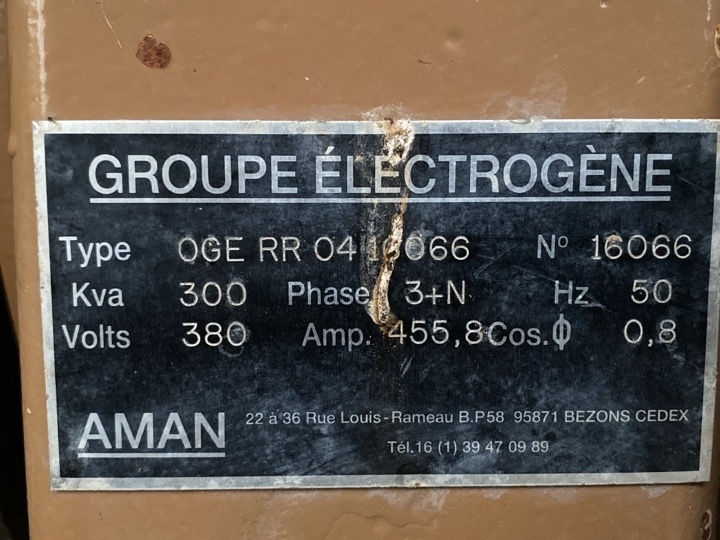 GROUPE ÉLECTROGÈNE
Type OGE RR 04 16066 N° 16066
Kva 300 Phase 3+N Hz 50
Volts 380 Amp. 455,8 Cos. ϕ 0,8
AMAN
22 à 36 Rue Louis-Rameau B.P58 95871 BEZONS CEDEX
Tél.16 (1) 39 47 09 89